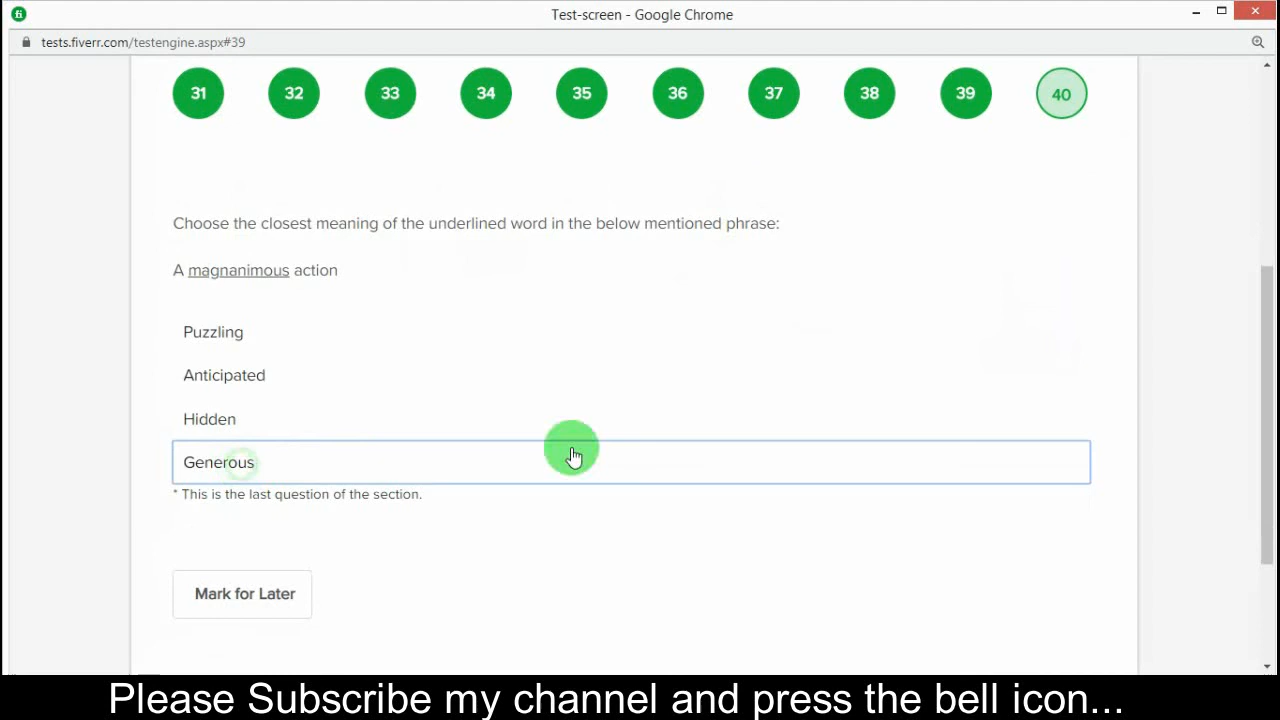 fi
Test-screen - Google Chrome
tests.fiverr.com/testengine.aspx#39
31 32 33 34 35 36 37 38 39 40
Choose the closest meaning of the underlined word in the below mentioned phrase:
A magnanimous action
Puzzling
Anticipated
Hidden
Generous
* This is the last question of the section.
Mark for Later
Please Subscribe my channel and press the bell icon...